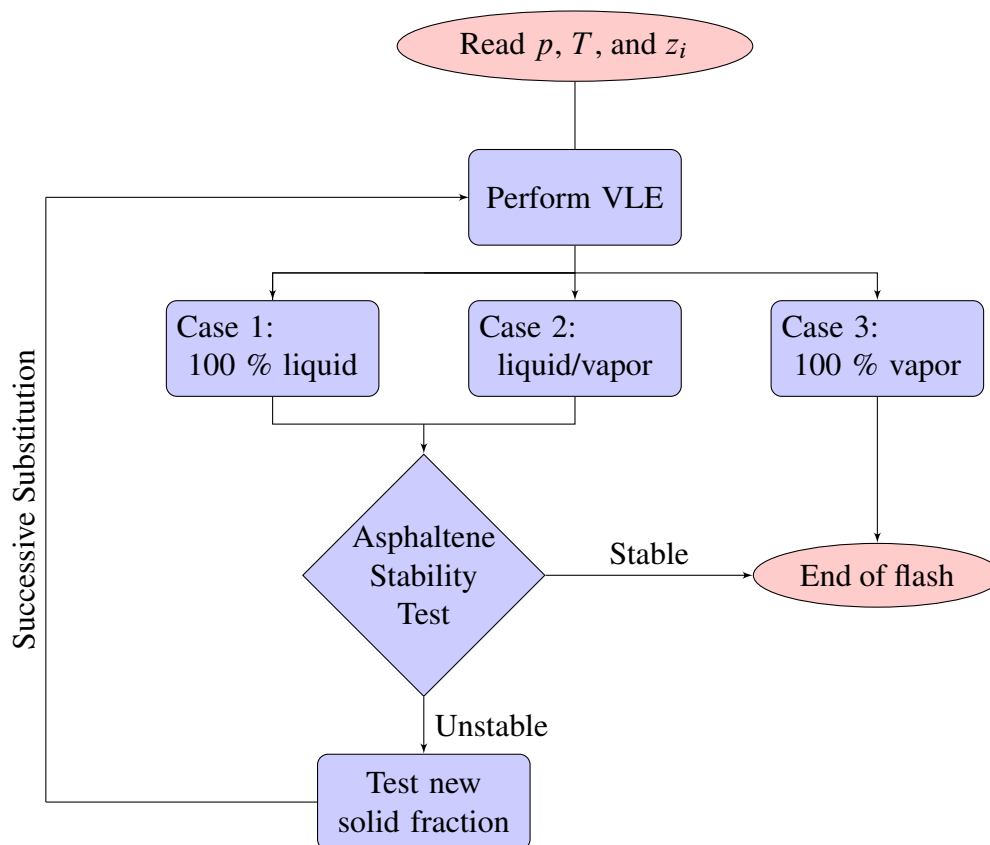 Read p, T, and z_i
Perform VLE
Case 1:
100 % liquid
Case 2:
liquid/vapor
Case 3:
100 % vapor
Successive Substitution
Asphaltene
Stability
Test
Stable
End of flash
Unstable
Test new
solid fraction